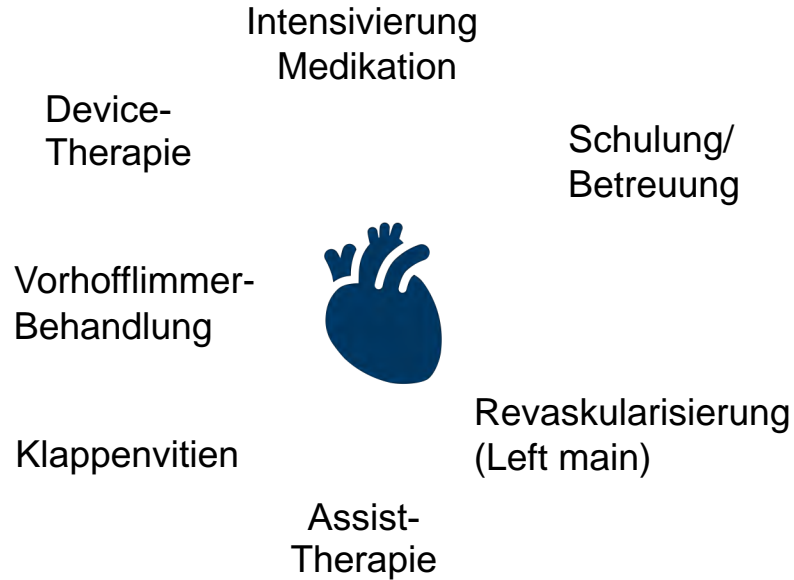 Intensivierung
Medikation
Device-
Therapie
Schulung/
Betreuung
Vorhofflimmer-
Behandlung
Revaskularisierung
(Left main)
Klappenvitien
Assist-
Therapie